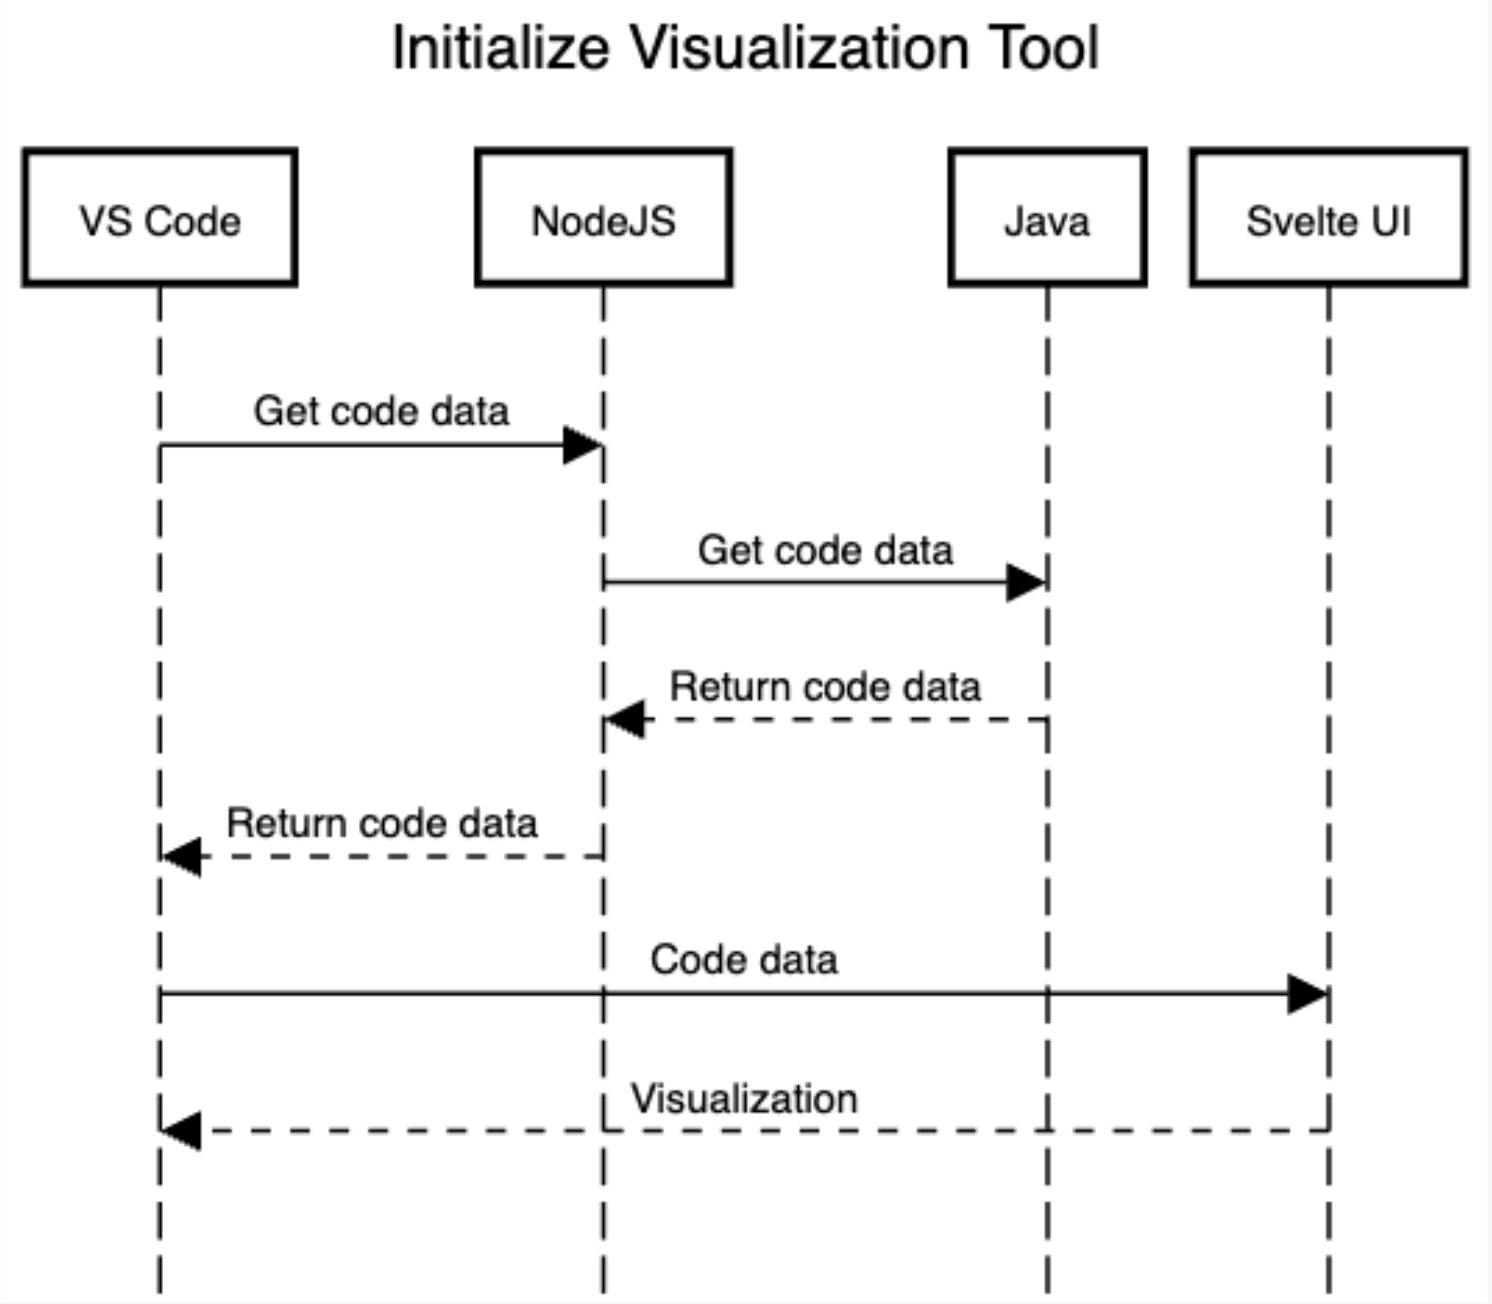 Initialize Visualization Tool
VS Code
NodeJS
Java
Svelte UI
Get code data
Get code data
Return code data
Return code data
Code data
Visualization